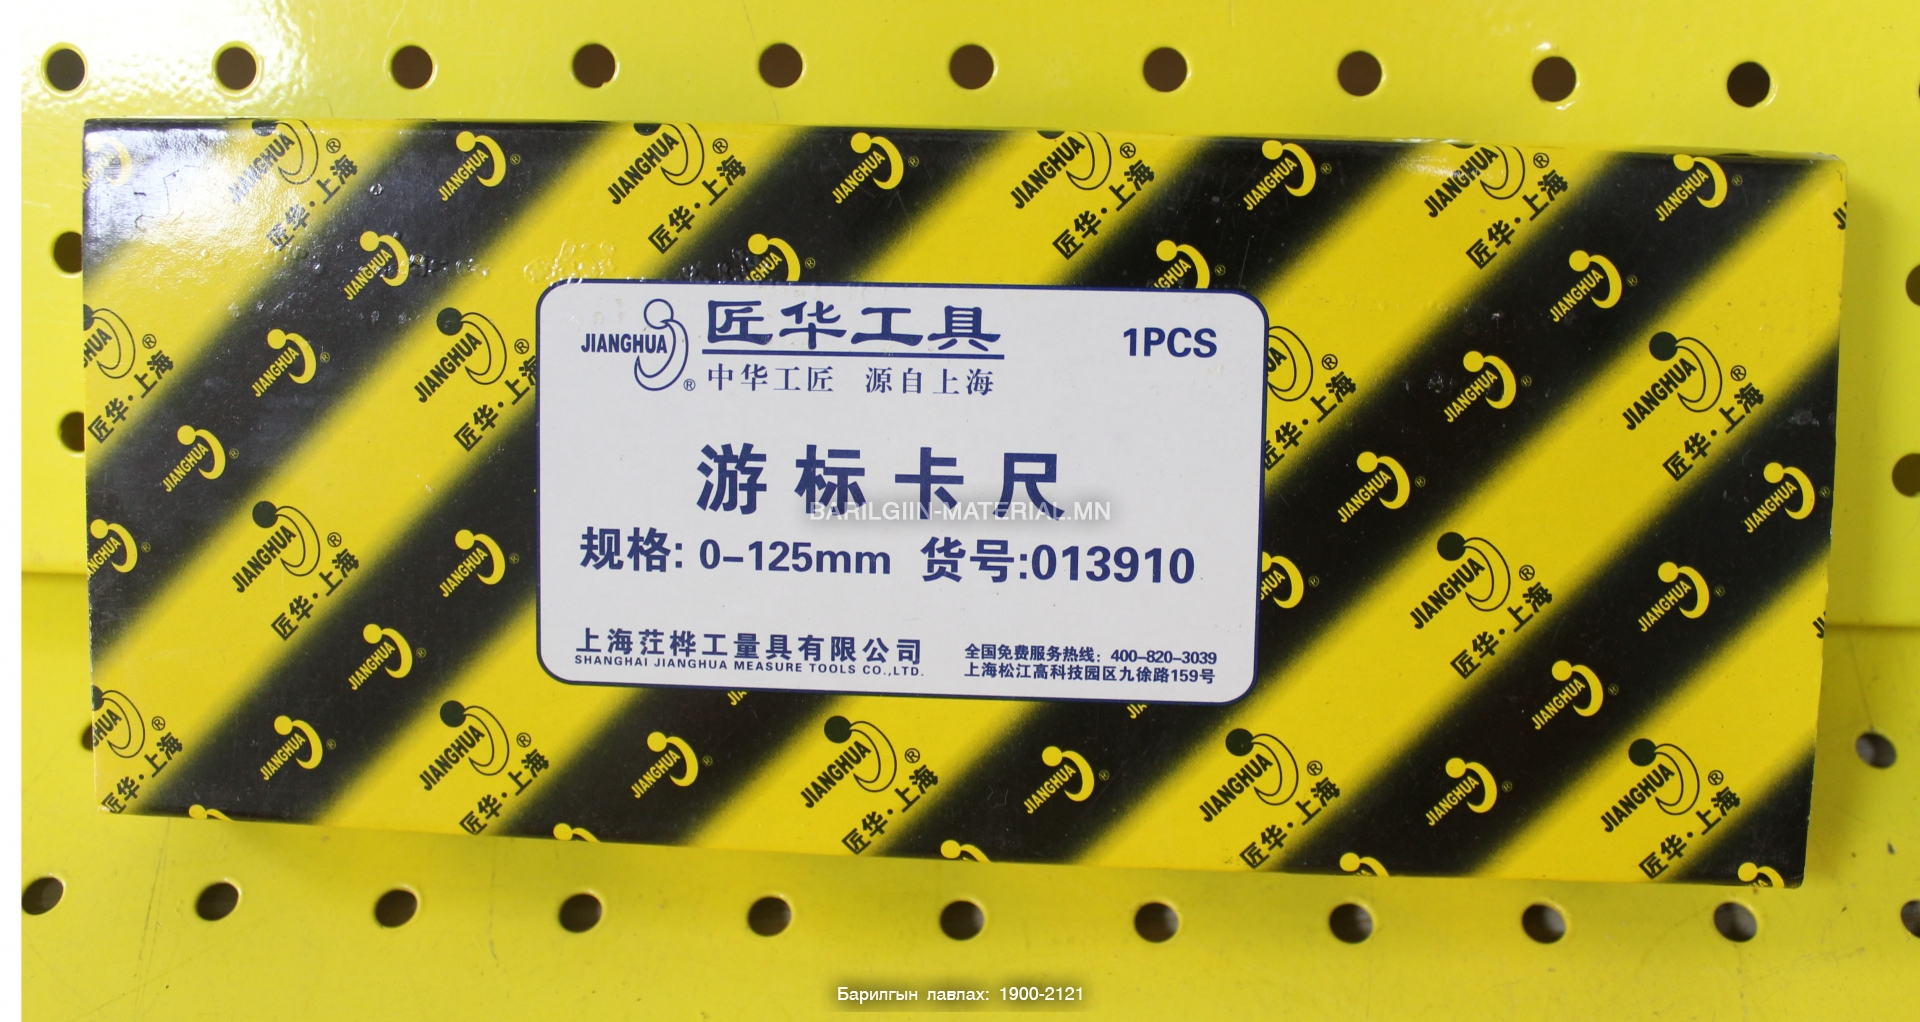 JIANGHUA® 匠华工具
1PCS
中华工匠 源自上海
游标卡尺
BARILGIIN-MATERIAL.MN
规格: 0-125mm 货号:013910
上海茳桦工量具有限公司
SHANGHAI JIANGHUA MEASURE TOOLS CO.,LTD.
全国免费服务热线: 400-820-3039
上海松江高科技园区九徐路159号
JIANGHUA®
匠华·上海
Барилгын лавлах: 1900-2121